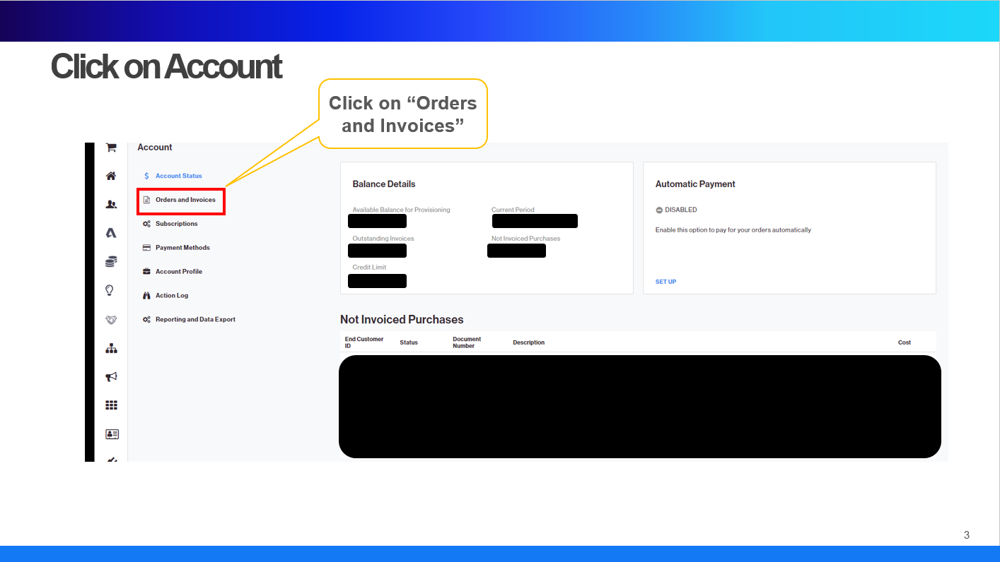 Click on Account
Click on “Orders
and Invoices”
Account
Account Status
Orders and Invoices
Subscriptions
Payment Methods
Account Profile
Action Log
Reporting and Data Export
Balance Details
Available Balance for Provisioning
Current Period
Outstanding Invoices
Not Invoiced Purchases
Credit Limit
Automatic Payment
DISABLED
Enable this option to pay for your orders automatically
SET UP
Not Invoiced Purchases
End Customer
ID
Status
Document
Number
Description
Cost
3